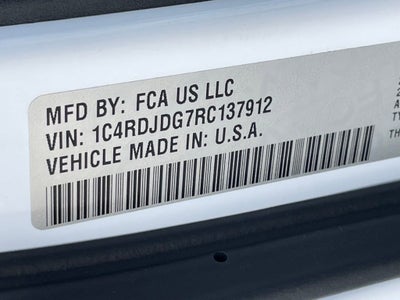 MFD BY: FCA US LLC
VIN: 1C4RDJDG7RC137912
VEHICLE MADE IN: U.S.A.